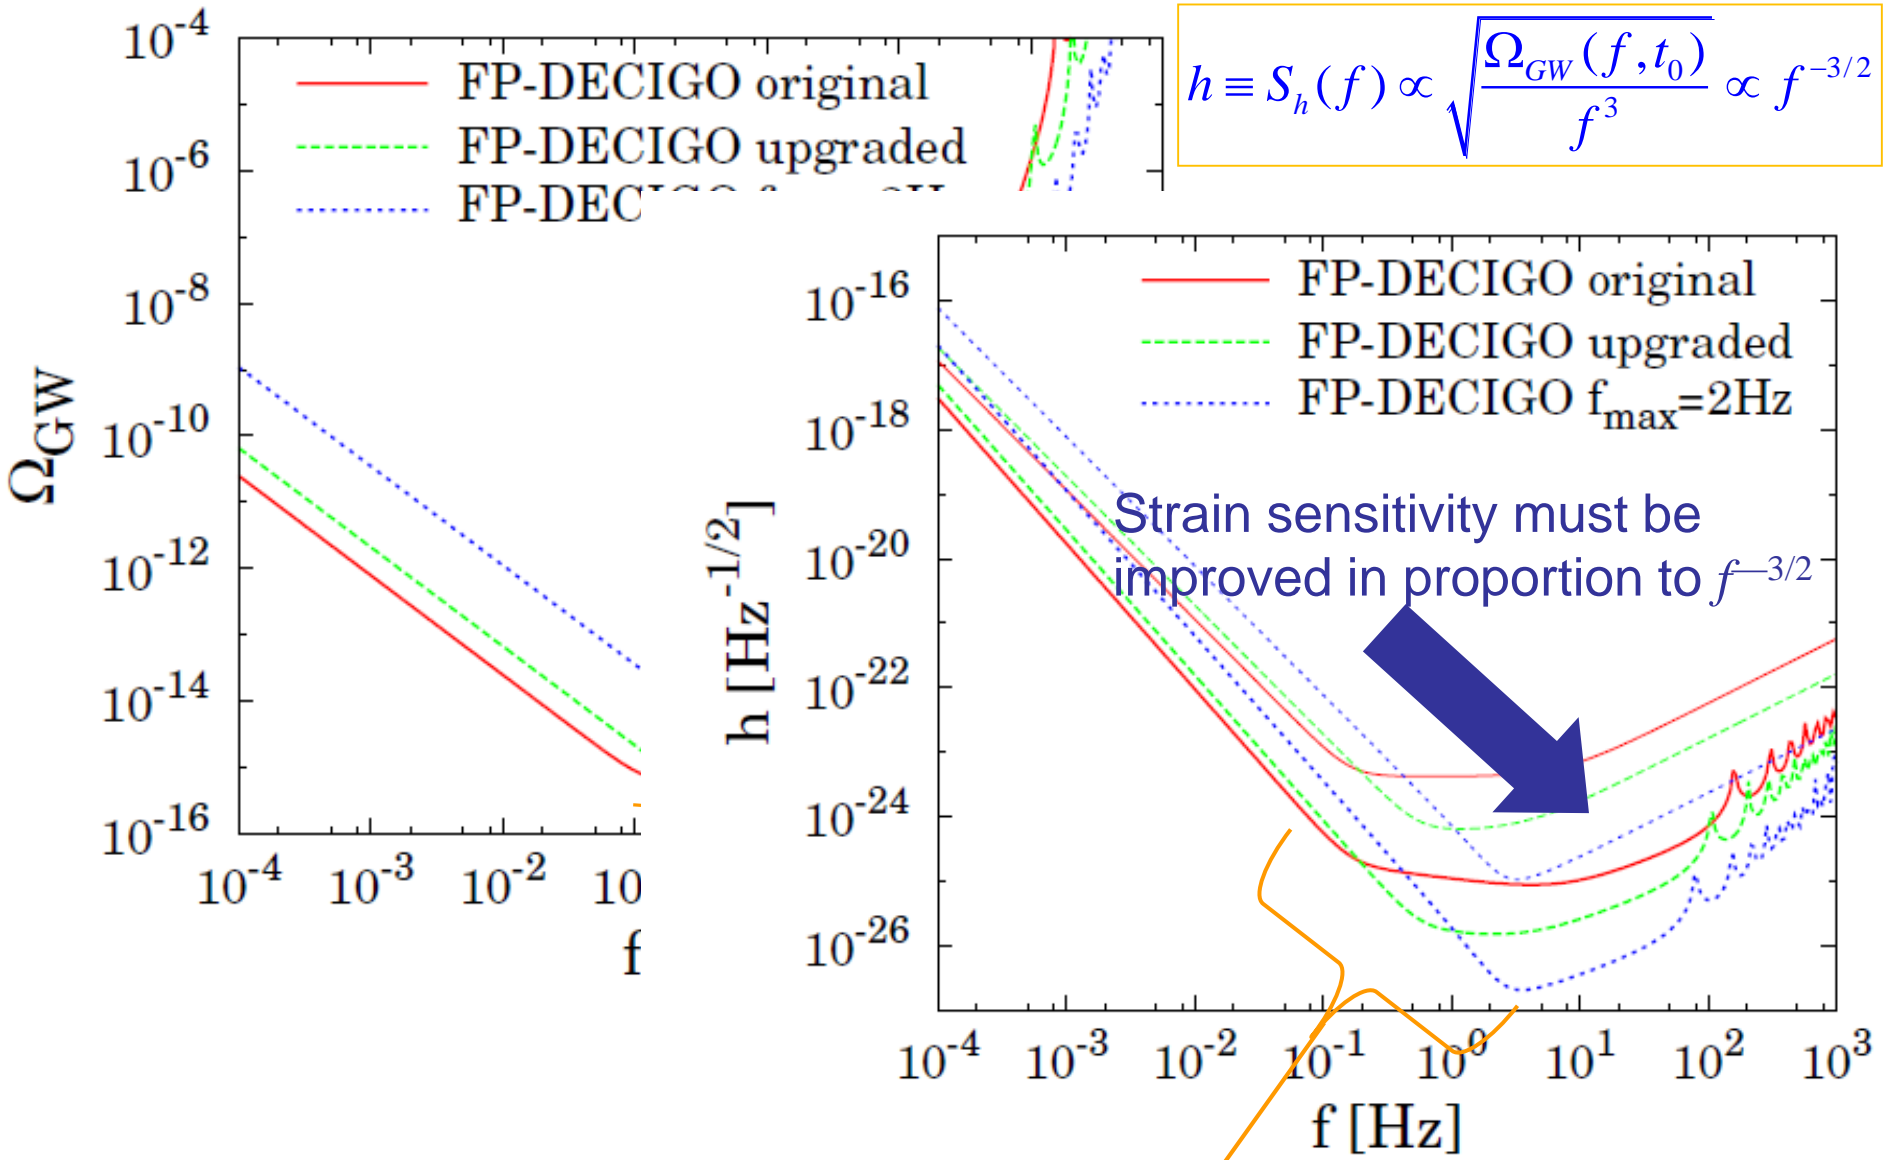 h ≡ S_h(f) ∝ √(Ω_GW(f,t_0)/f^3) ∝ f^{-3/2}
10^-4
10^-6
10^-8
10^-10
10^-12
10^-14
10^-16
Ω_GW
FP-DECIGO original
FP-DECIGO upgraded
FP-DEC
10^-4 10^-3 10^-2 10
f
10^-16
10^-18
10^-20
10^-22
10^-24
10^-26
h [Hz^-1/2]
FP-DECIGO original
FP-DECIGO upgraded
FP-DECIGO f_max=2Hz
Strain sensitivity must be
improved in proportion to f^—3/2
10^-4 10^-3 10^-2 10^-1 10^0 10^1 10^2 10^3
f [Hz]